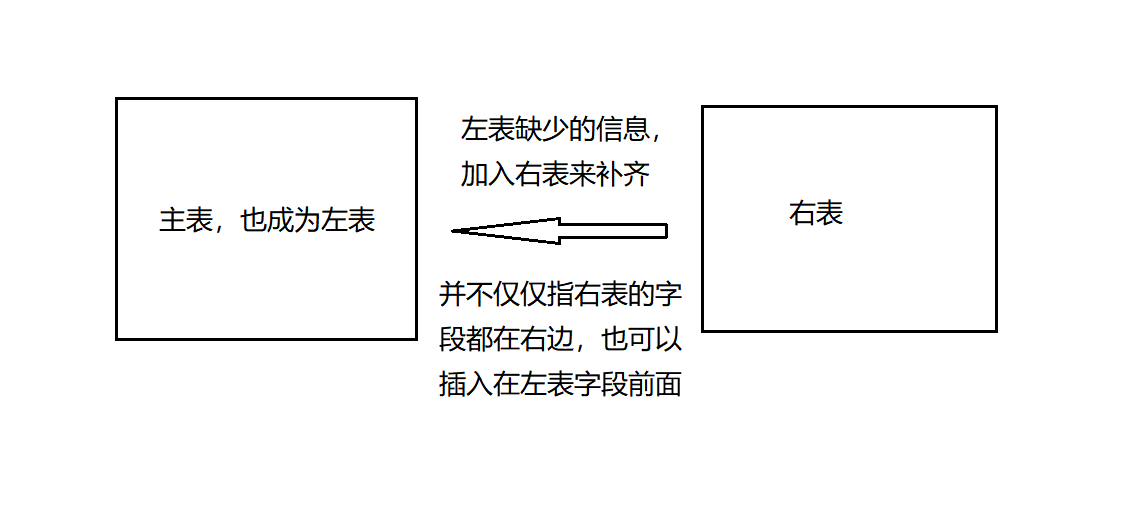 主表，也成为左表
左表缺少的信息，
加入右表来补齐
并不仅仅指右表的字
段都在右边，也可以
插入在左表字段前面
右表